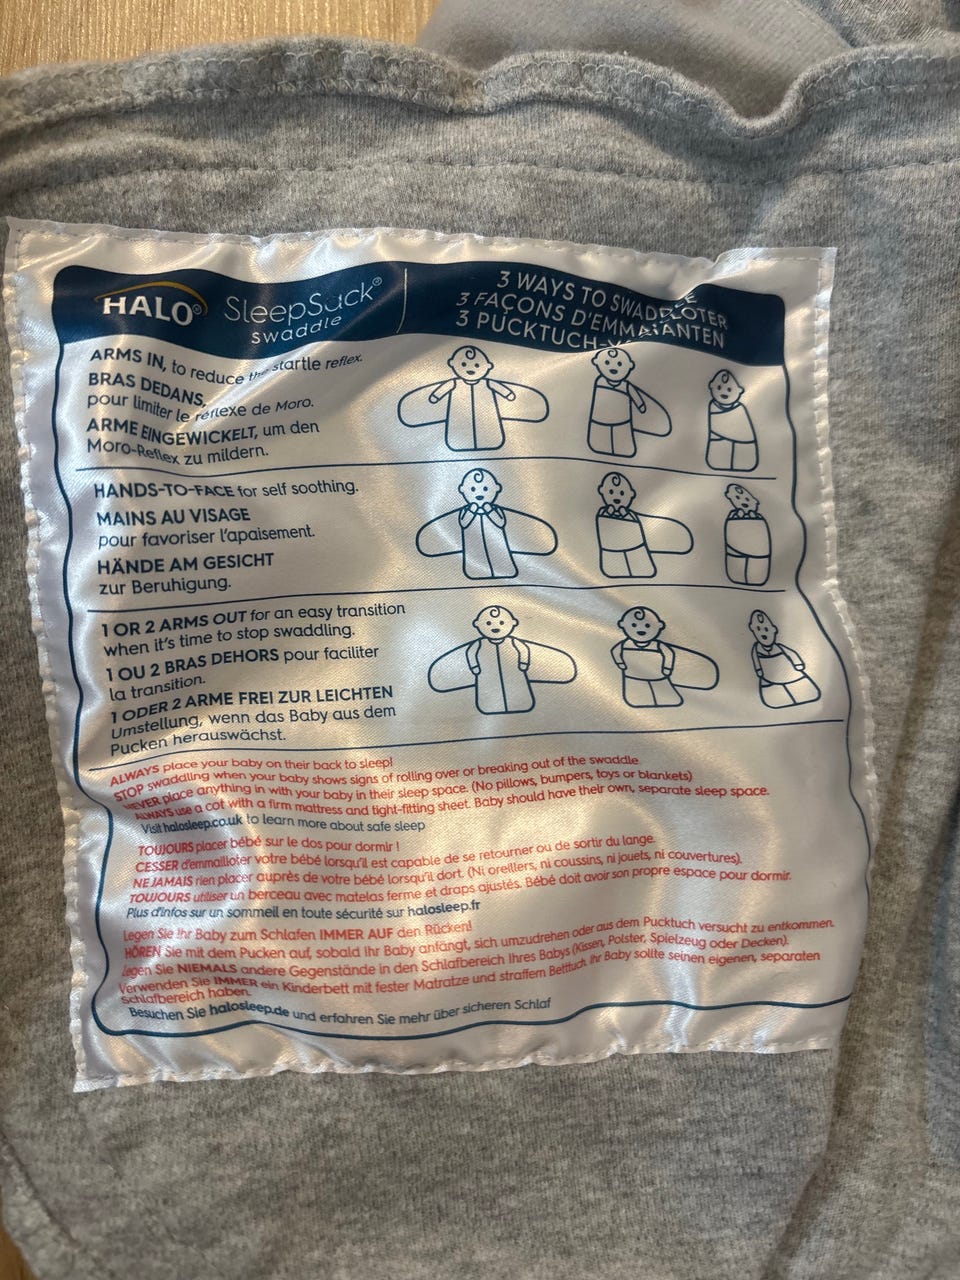 HALO® SleepSack®
swaddle
3 WAYS TO SWADDLE
3 FAÇONS D'EMMAILLOTER
3 PUCKTUCH-VARIANTEN
ARMS IN, to reduce the startle reflex.
BRAS DEDANS,
pour limiter le réflexe de Moro.
ARME EINGEWICKELT, um den
Moro-Reflex zu mildern.
HANDS-TO-FACE for self soothing.
MAINS AU VISAGE
pour favoriser l'apaisement.
HÄNDE AM GESICHT
zur Beruhigung.
1 OR 2 ARMS OUT for an easy transition
when it's time to stop swaddling.
1 OU 2 BRAS DEHORS pour faciliter
la transition.
1 ODER 2 ARME FREI ZUR LEICHTEN
Umstellung, wenn das Baby aus dem
Pucken herauswächst.
ALWAYS place your baby on their back to sleep!
STOP swaddling when your baby shows signs of rolling over or breaking out of the swaddle
NEVER place anything in with your baby in their sleep space. (No pillows, bumpers, toys or blankets)
ALWAYS use a cot with a firm mattress and tight-fitting sheet. Baby should have their own, separate sleep space.
Visit halosleep.co.uk to learn more about safe sleep
TOUJOURS placer bébé sur le dos pour dormir !
CESSER d'emmailloter votre bébé lorsqu'il est capable de se retourner ou de sortir du lange.
NE JAMAIS rien placer auprès de votre bébé lorsqu'il dort. (Ni oreillers, ni coussins, ni jouets, ni couvertures).
TOUJOURS utiliser un berceau avec matelas ferme et draps ajustés. Bébé doit avoir son propre espace pour dormir.
Plus d'infos sur un sommeil en toute sécurité sur halosleep.fr
Legen Sie Ihr Baby zum Schlafen IMMER AUF den Rücken!
HÖREN Sie mit dem Pucken auf, sobald Ihr Baby anfängt, sich umzudrehen oder aus dem Pucktuch versucht zu entkommen.
Legen Sie NIEMALS andere Gegenstände in den Schlafbereich Ihres Babys (Kissen, Polster, Spielzeug oder Decken).
Verwenden Sie IMMER ein Kinderbett mit fester Matratze und straffem Betttuch. Ihr Baby sollte seinen eigenen, separaten
Schlafbereich haben.
Besuchen Sie halosleep.de und erfahren Sie mehr über sicheren Schlaf